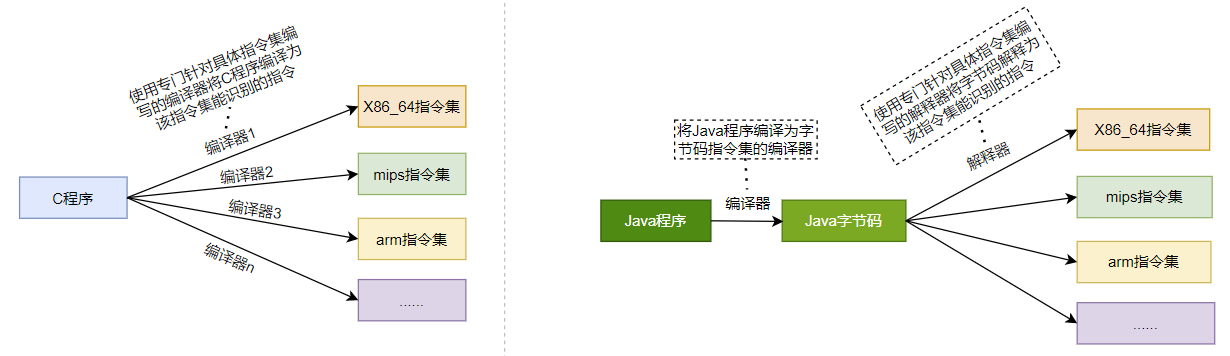 使用专门针对具体指令集编
写的编译器将C程序编译为
该指令集能识别的指令
编译器1
编译器2
编译器3
编译器n
C程序
X86_64指令集
mips指令集
arm指令集
……
将Java程序编译为字
节码指令集的编译器
编译器
Java程序
Java字节码
使用专门针对具体指令集编
写的解释器将字节码解释为
该指令集能识别的指令
解释器
X86_64指令集
mips指令集
arm指令集
……